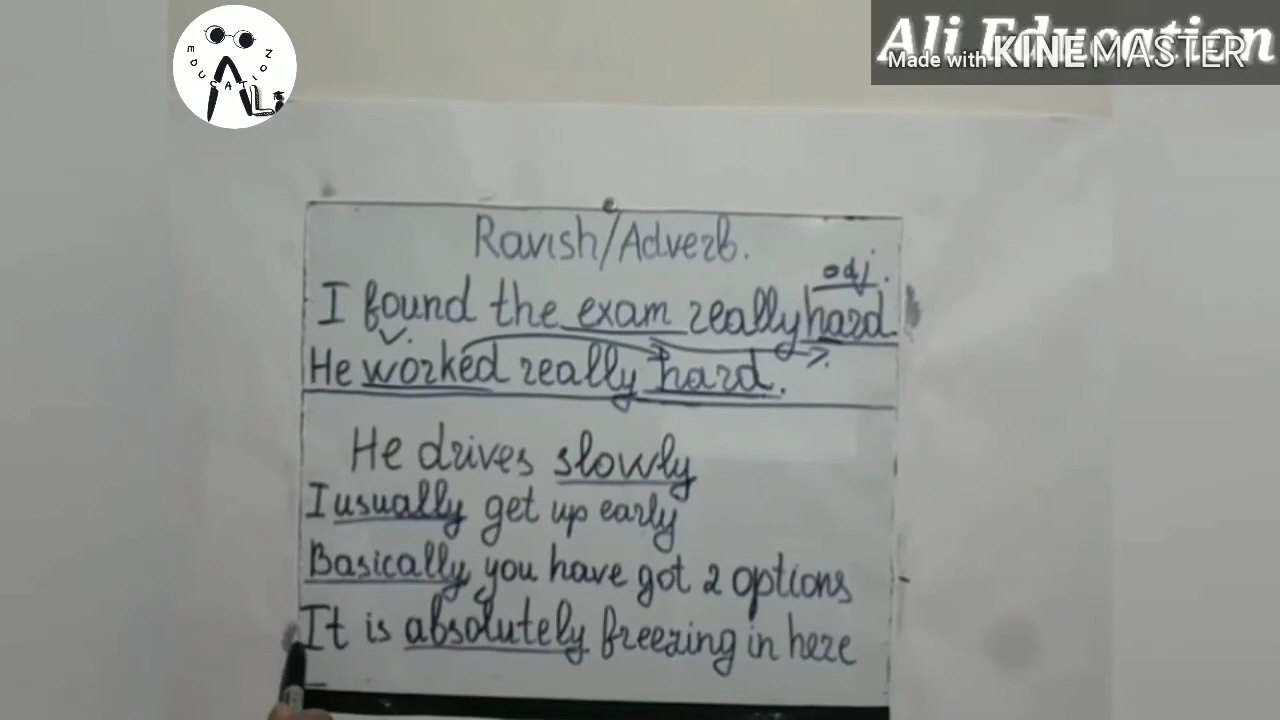 Ali Education
Made with KINEMASTER
EDUCATION
ALi
Ravish/Adverb.
adj.
I found the exam really hard
v.
He worked really hard.
He drives slowly
I usually get up early
Basically, you have got 2 options
It is absolutely freezing in here